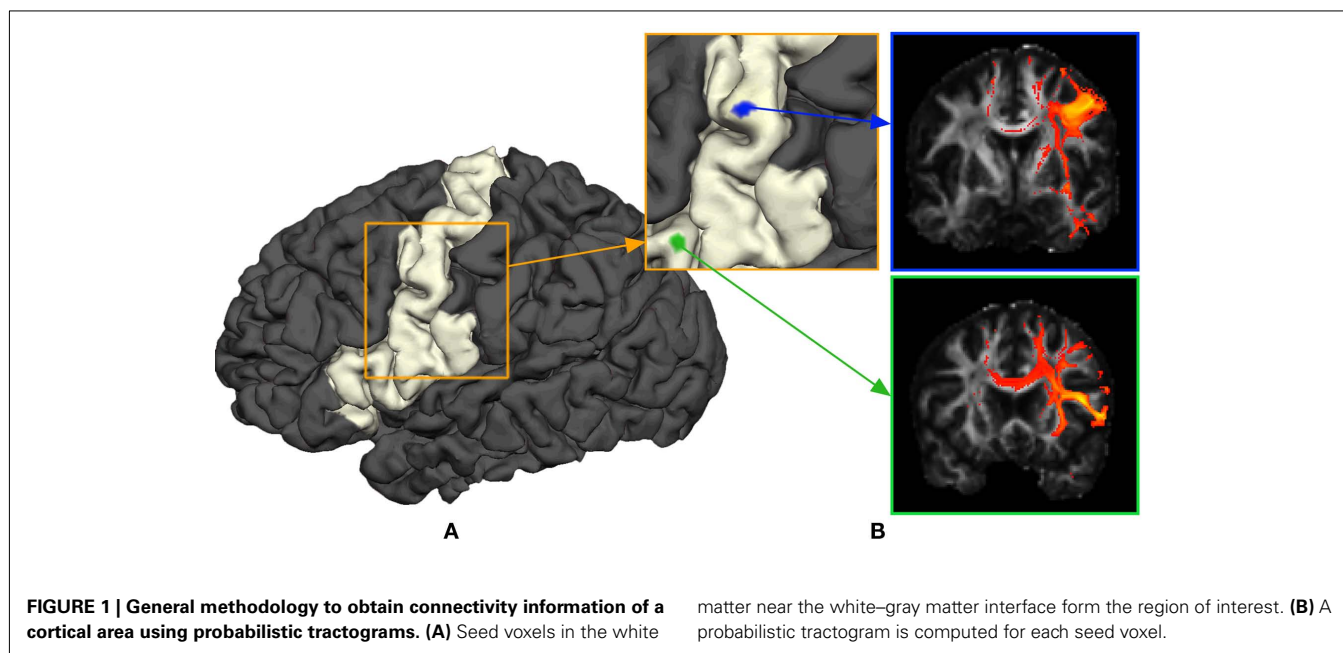 A
B
FIGURE 1 | General methodology to obtain connectivity information of a
cortical area using probabilistic tractograms. (A) Seed voxels in the white
matter near the white–gray matter interface form the region of interest. (B) A
probabilistic tractogram is computed for each seed voxel.